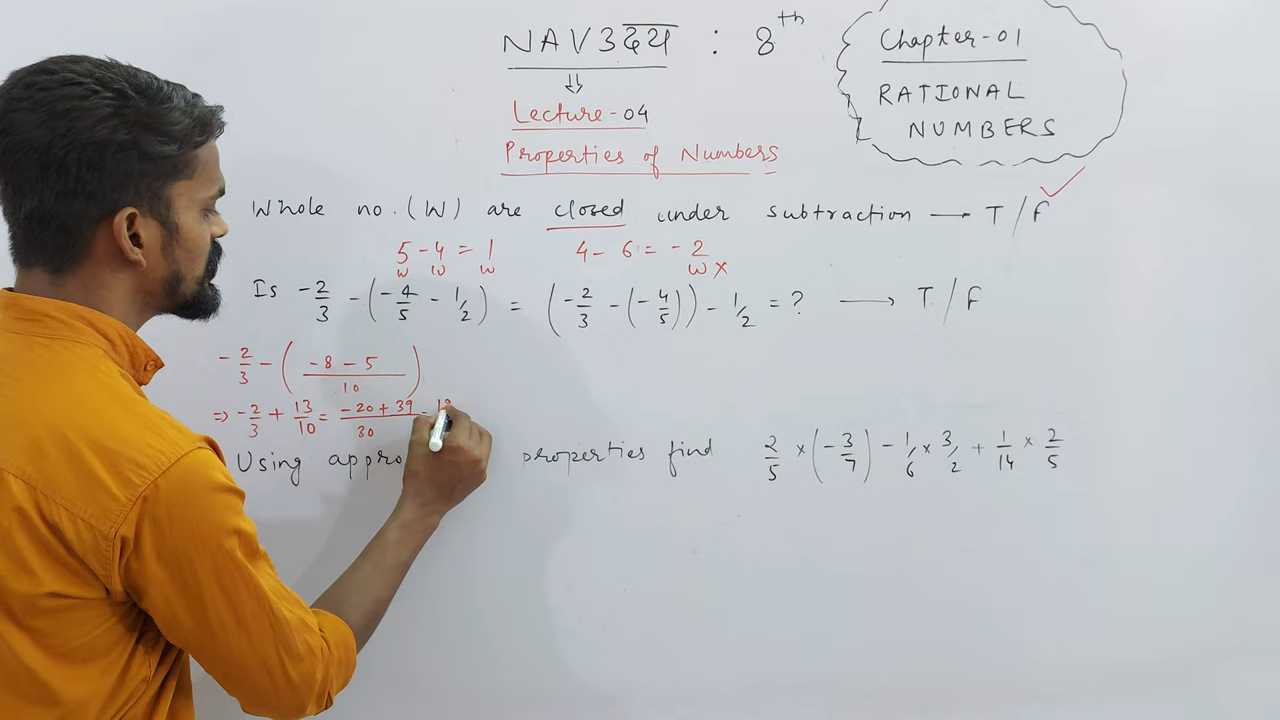 NAV3दय : 8th
⇓
Lecture-04
Properties of Numbers
Chapter-01
RATIONAL
NUMBERS
Whole no.(W) are closed under subtraction → T/F ✓
5 - 4 = 1 4 - 6 = -2
W W W W X
Is -2/3 - (-4/5 - 1/2) = (-2/3 - (-4/5)) - 1/2 = ? → T/F
-2/3 - ( (-8 - 5)/10 )
⇒ -2/3 + 13/10 = (-20 + 39)/30
Using properties find 2/5 × (-3/7) - 1/6 × 3/2 + 1/14 × 2/5